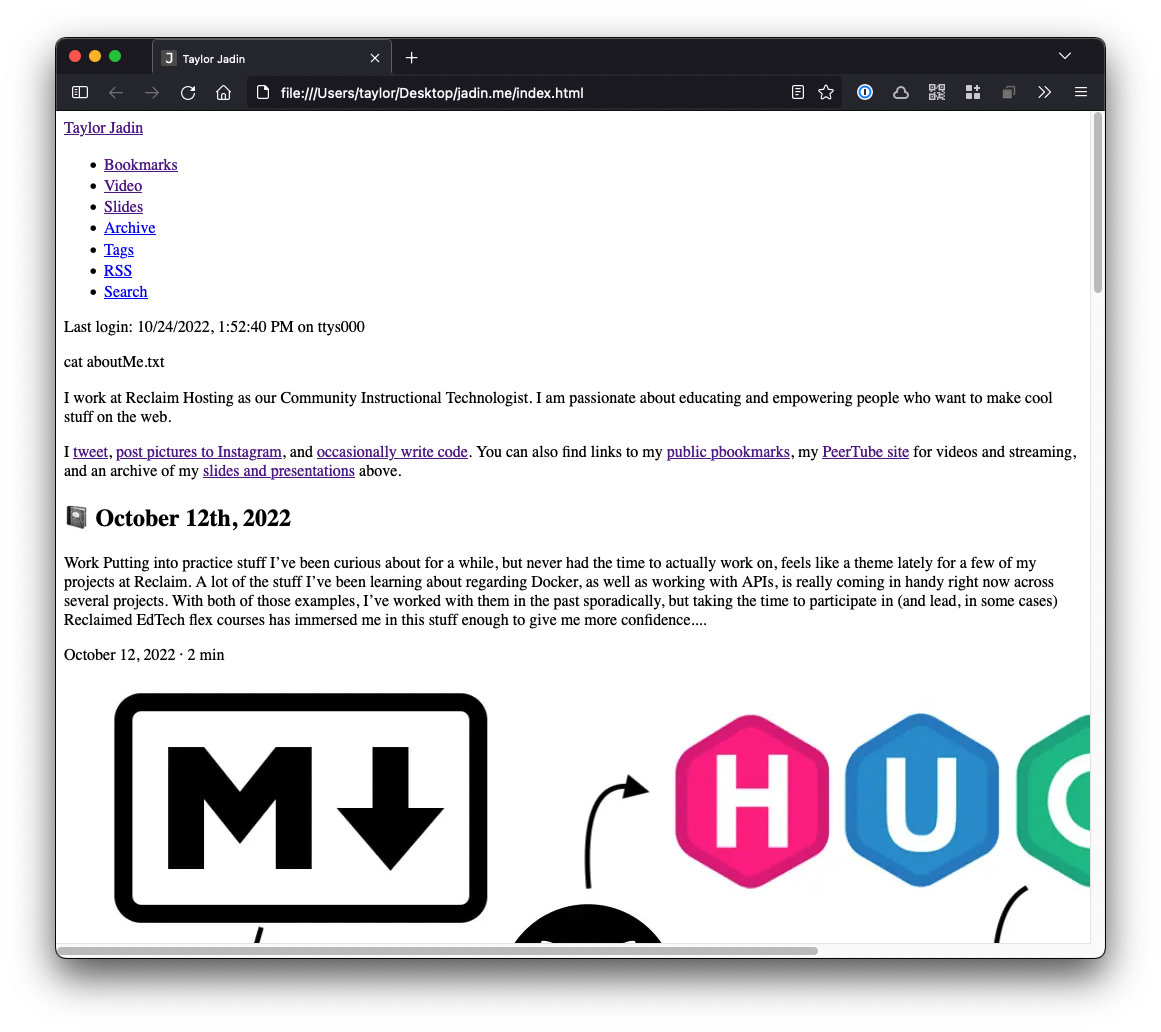 J Taylor Jadin
file:///Users/taylor/Desktop/jadin.me/index.html
Taylor Jadin
Bookmarks
Video
Slides
Archive
Tags
RSS
Search
Last login: 10/24/2022, 1:52:40 PM on ttys000
cat aboutMe.txt
I work at Reclaim Hosting as our Community Instructional Technologist. I am passionate about educating and empowering people who want to make cool
stuff on the web.
I tweet, post pictures to Instagram, and occasionally write code. You can also find links to my public pbookmarks, my PeerTube site for videos and streaming,
and an archive of my slides and presentations above.
October 12th, 2022
Work Putting into practice stuff I’ve been curious about for a while, but never had the time to actually work on, feels like a theme lately for a few of my
projects at Reclaim. A lot of the stuff I’ve been learning about regarding Docker, as well as working with APIs, is really coming in handy right now across
several projects. With both of those examples, I’ve worked with them in the past sporadically, but taking the time to participate in (and lead, in some cases)
Reclaimed EdTech flex courses has immersed me in this stuff enough to give me more confidence....
October 12, 2022 · 2 min
M H U